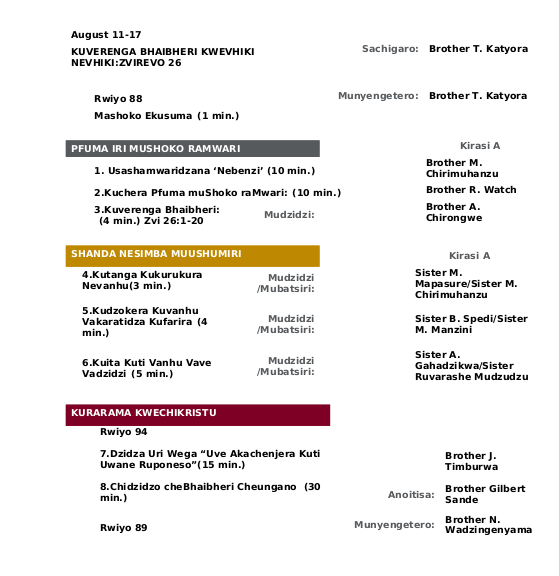 August 11-17
KUVERENGA BHAIBHERI KWEVHIKI
NEVHIKI:ZVIREVO 26
Sachigaro: Brother T. Katyora
Munyengetero: Brother T. Katyora
Rwiyo 88
Mashoko Ekusuma (1 min.)
PFUMA IRI MUSHOKO RAMWARI
Kirasi A
1. Usashamwaridzana ‘Nebenzi’ (10 min.)
Brother M.
Chirimuhanzu
2.Kuchera Pfuma muShoko raMwari: (10 min.)
Brother R. Watch
3.Kuverenga Bhaibheri:
(4 min.) Zvi 26:1-20
Mudzidzi:
Brother A.
Chirongwe
SHANDA NESIMBA MUUSHUMIRI
Kirasi A
4.Kutanga Kukurukura
Nevanhu(3 min.)
Mudzidzi
/Mubatsiri:
Sister M.
Mapasure/Sister M.
Chirimuhanzu
5.Kudzokera Kuvanhu
Vakaratidza Kufarira (4
min.)
Mudzidzi
/Mubatsiri:
Sister B. Spedi/Sister
M. Manzini
6.Kuita Kuti Vanhu Vave
Vadzidzi (5 min.)
Mudzidzi
/Mubatsiri:
Sister A.
Gahadzikwa/Sister
Ruvarashe Mudzudzu
KURARAMA KWECHIKRISTU
Rwiyo 94
7.Dzidza Uri Wega “Uve Akachenjera Kuti
Uwane Ruponeso”(15 min.)
Brother J.
Timburwa
8.Chidzidzo cheBhaibheri Cheungano (30
min.)
Anoitisa:
Brother Gilbert
Sande
Rwiyo 89
Munyengetero:
Brother N.
Wadzingenyama